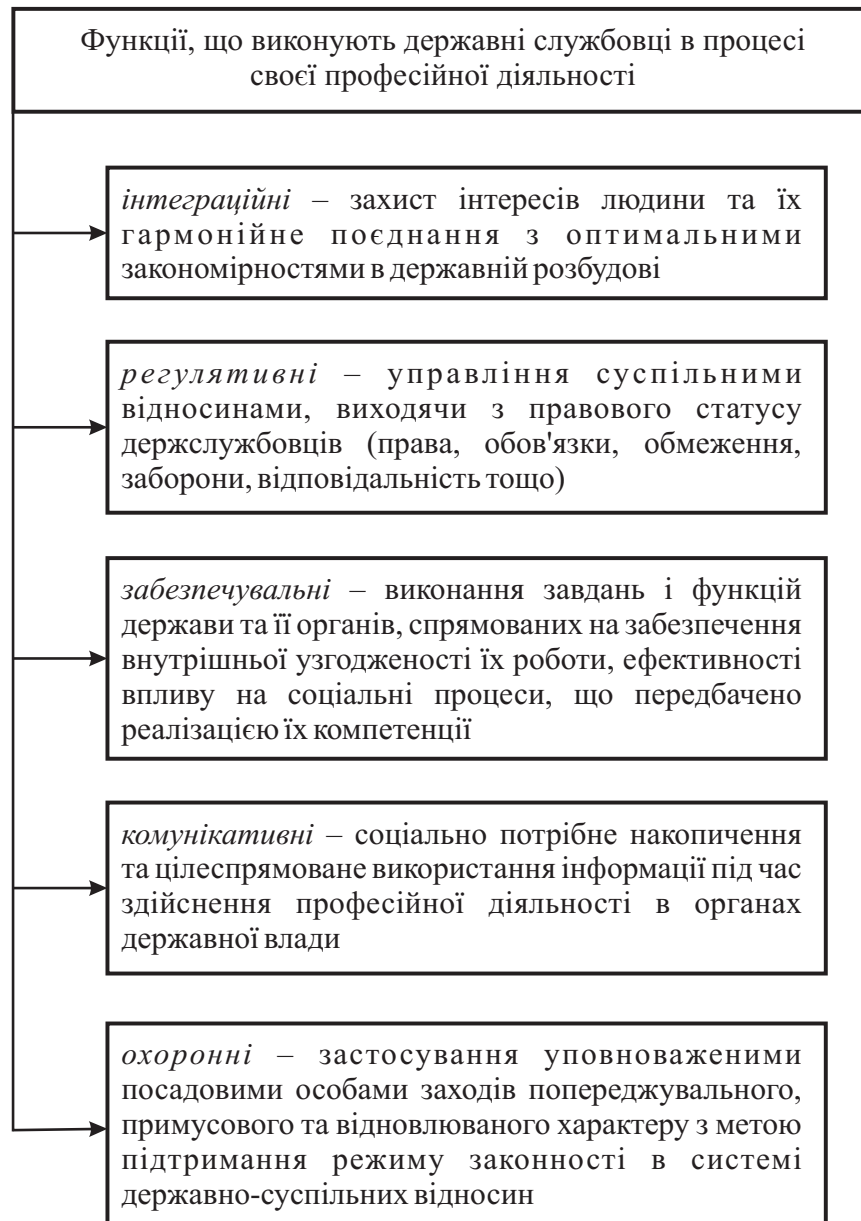 Функції, що виконують державні службовці в процесі
своєї професійної діяльності
інтеграційні – захист інтересів людини та їх
гармонійне поєднання з оптимальними
закономірностями в державній розбудові
регулятивні – управління суспільними
відносинами, виходячи з правового статусу
держслужбовців (права, обов'язки, обмеження,
заборони, відповідальність тощо)
забезпечувальні – виконання завдань і функцій
держави та її органів, спрямованих на забезпечення
внутрішньої узгодженості їх роботи, ефективності
впливу на соціальні процеси, що передбачено
реалізацією їх компетенції
комунікативні – соціально потрібне накопичення
та цілеспрямоване використання інформації під час
здійснення професійної діяльності в органах
державної влади
охоронні – застосування уповноваженими
посадовими особами заходів попереджувального,
примусового та відновлюваного характеру з метою
підтримання режиму законності в системі
державно-суспільних відносин